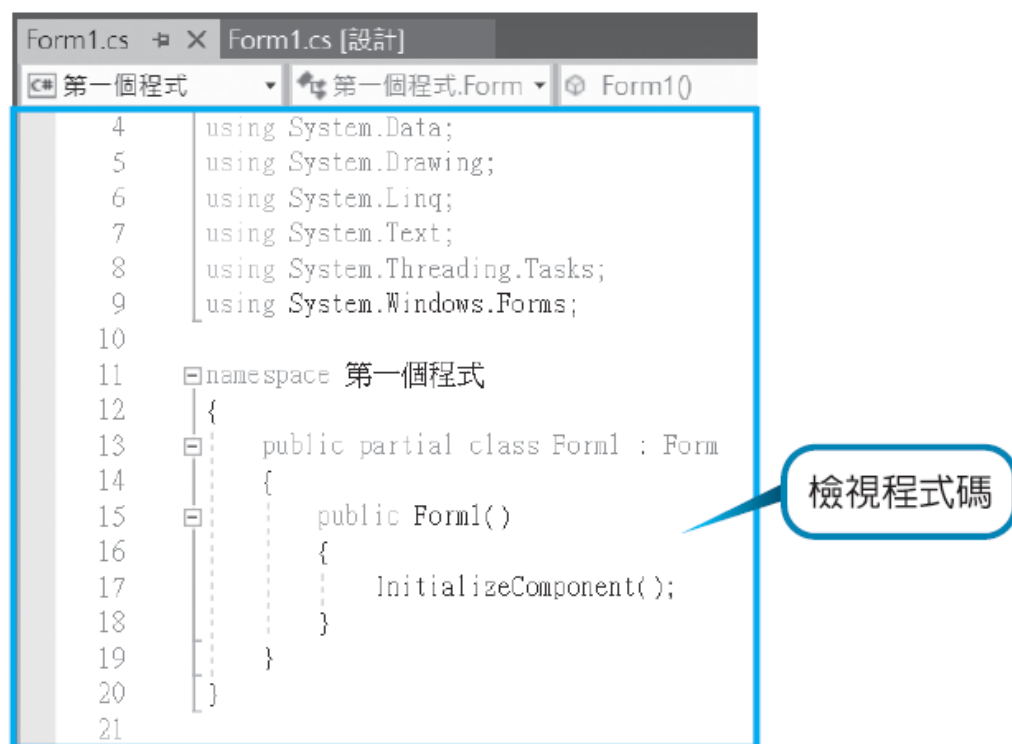 Form1.cs Form1.cs [設計]
C# 第一個程式 第一個程式.Form Form1()
4 using System.Data;
5 using System.Drawing;
6 using System.Linq;
7 using System.Text;
8 using System.Threading.Tasks;
9 using System.Windows.Forms;
10
11 namespace 第一個程式
12 {
13 public partial class Form1 : Form
14 {
15 public Form1()
16 {
17 InitializeComponent();
18 }
19 }
20 }
21
檢視程式碼